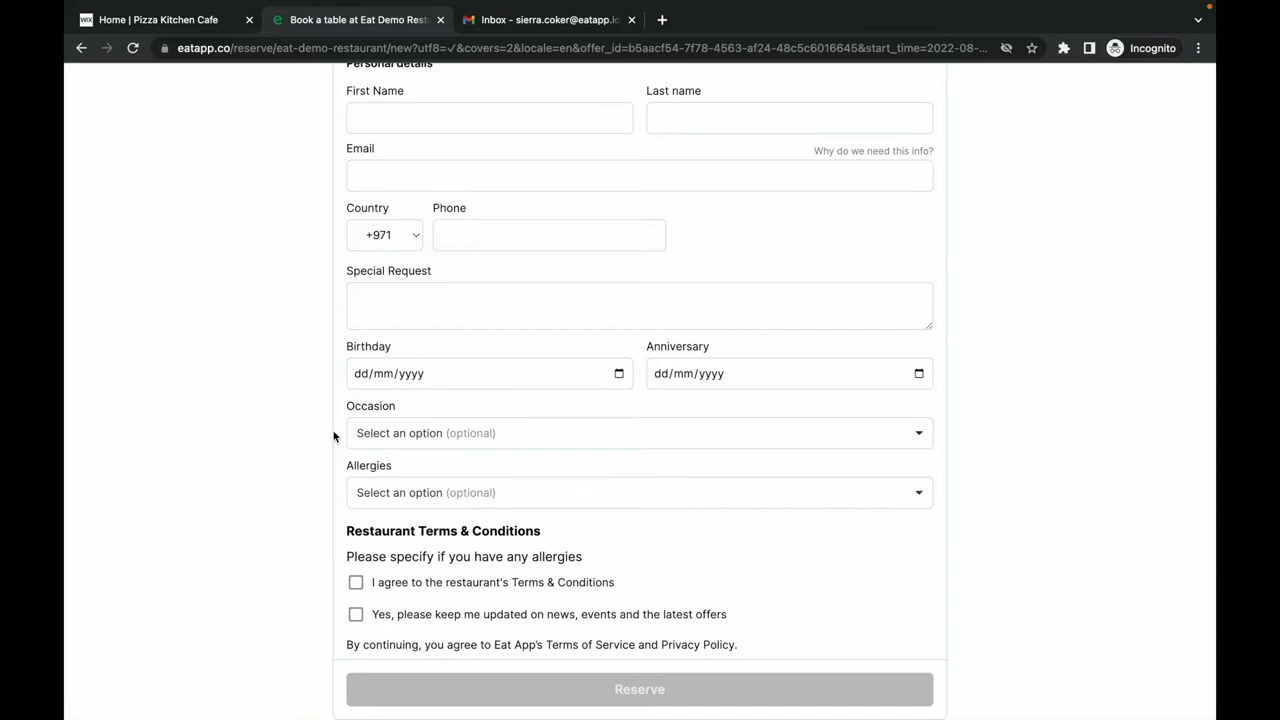 WIX Home | Pizza Kitchen Cafe
Book a table at Eat Demo Rest
Inbox - sierra.coker@eatapp.io
eatapp.co/reserve/eat-demo-restaurant/new?utf8=✓&covers=2&locale=en&offer_id=b5aacf54-7f78-4563-af24-48c5c6016645&start_time=2022-08-...
Incognito
Personal details
First Name
Last name
Email
Why do we need this info?
Country
Phone
+971
Special Request
Birthday
Anniversary
dd/mm/yyyy
dd/mm/yyyy
Occasion
Select an option (optional)
Allergies
Select an option (optional)
Restaurant Terms & Conditions
Please specify if you have any allergies
I agree to the restaurant's Terms & Conditions
Yes, please keep me updated on news, events and the latest offers
By continuing, you agree to Eat App's Terms of Service and Privacy Policy.
Reserve